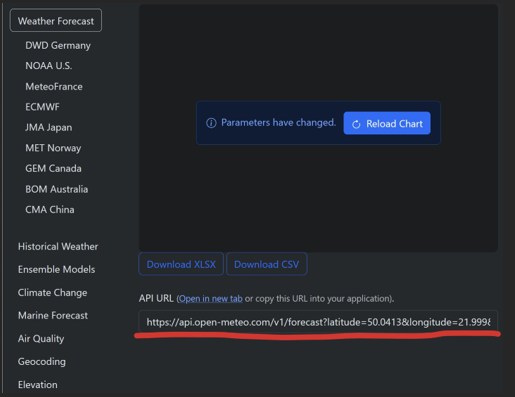 Weather Forecast
DWD Germany
NOAA U.S.
MeteoFrance
ECMWF
JMA Japan
MET Norway
GEM Canada
BOM Australia
CMA China
Historical Weather
Ensemble Models
Climate Change
Marine Forecast
Air Quality
Geocoding
Elevation
Parameters have changed. Reload Chart
Download XLSX Download CSV
API URL (Open in new tab or copy this URL into your application).
https://api.open-meteo.com/v1/forecast?latitude=50.0413&longitude=21.999&